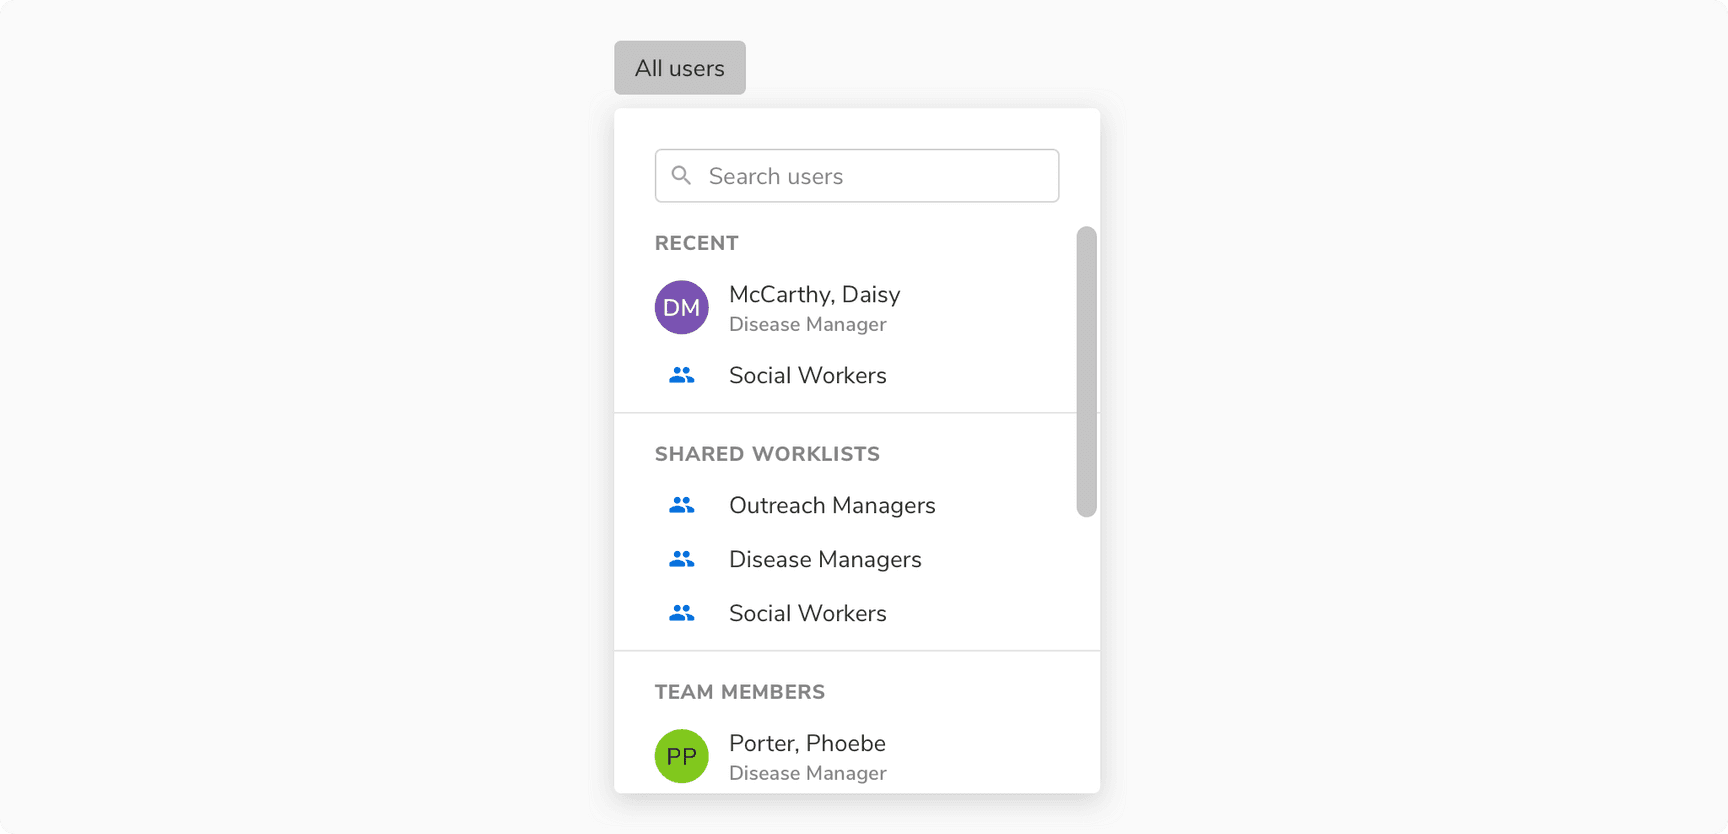 All users
Search users
RECENT
DM
McCarthy, Daisy
Disease Manager
Social Workers
SHARED WORKLISTS
Outreach Managers
Disease Managers
Social Workers
TEAM MEMBERS
PP
Porter, Phoebe
Disease Manager